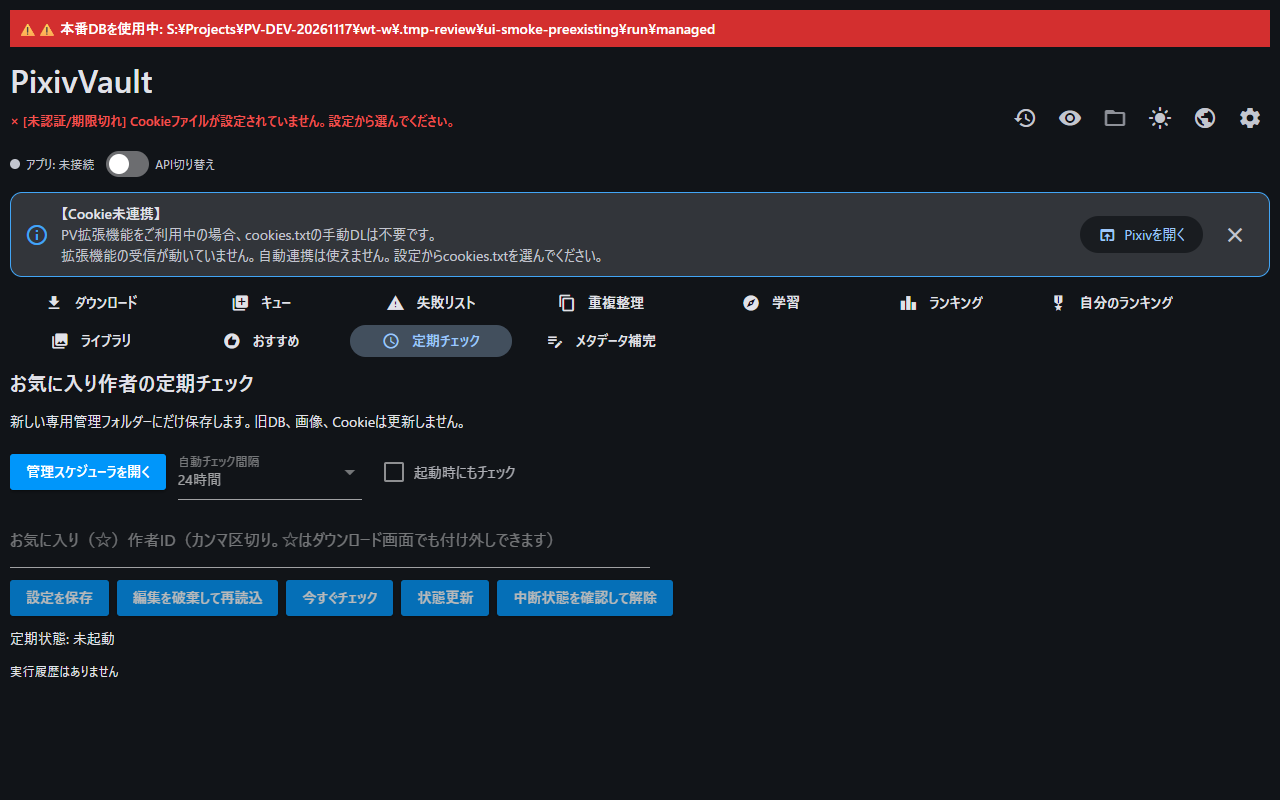 本番DBを使用中: S:¥Projects¥PV-DEV-20261117¥wt-w¥.tmp-review¥ui-smoke-preexisting¥run¥managed
PixivVault
× [未認証/期限切れ] Cookieファイルが設定されていません。設定から選んでください。
アプリ: 未接続
API切り替え
【Cookie未連携】
PV拡張機能をご利用中の場合、cookies.txtの手動DLは不要です。
拡張機能の受信が動いていません。自動連携は使えません。設定からcookies.txtを選んでください。
Pixivを開く
ダウンロード
キュー
失敗リスト
重複整理
学習
ランキング
自分のランキング
ライブラリ
おすすめ
定期チェック
メタデータ補完
お気に入り作者の定期チェック
新しい専用管理フォルダーにだけ保存します。旧DB、画像、Cookieは更新しません。
管理スケジューラを開く
自動チェック間隔
24時間
起動時にもチェック
お気に入り（☆）作者ID（カンマ区切り。☆はダウンロード画面でも付け外しできます）
設定を保存
編集を破棄して再読込
今すぐチェック
状態更新
中断状態を確認して解除
定期状態: 未起動
実行履歴はありません